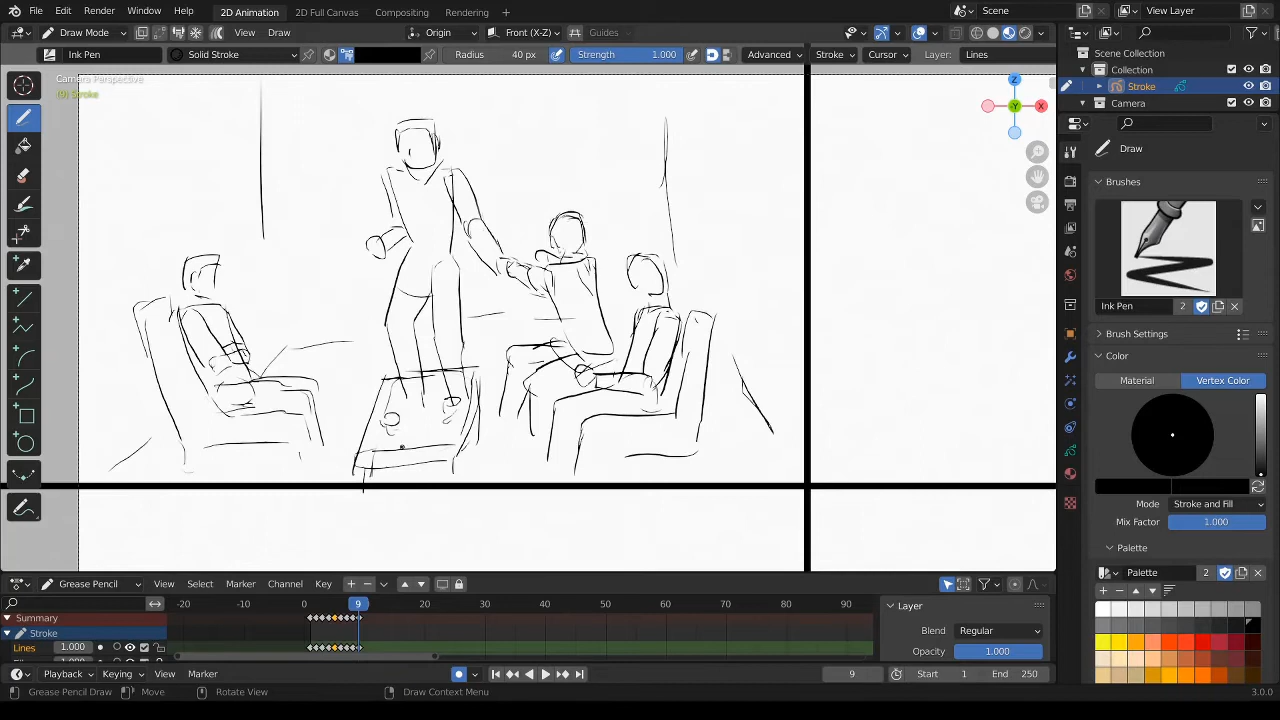 File Edit Render Window Help 2D Animation 2D Full Canvas Compositing Rendering + Scene View Layer
Draw Mode View Draw Origin Front (X-Z) Guides
Ink Pen Solid Stroke Radius 40 px Strength 1.000 Advanced Stroke Cursor Layer: Lines
Scene Collection
Collection
Stroke
Camera
Camera Perspective
(9) Stroke
Z
-Y
X
Draw
Brushes
Ink Pen 2
Brush Settings
Color
Material Vertex Color
Mode Stroke and Fill
Mix Factor 1.000
Palette
Palette 2
Grease Pencil View Select Marker Channel Key
-20 -10 0 9 20 30 40 50 60 70 80 90
Summary
Stroke
Lines 1.000
Layer
Blend Regular
Opacity 1.000
Playback Keying View Marker 9 Start 1 End 250
Grease Pencil Draw Move Rotate View Draw Context Menu 3.0.0